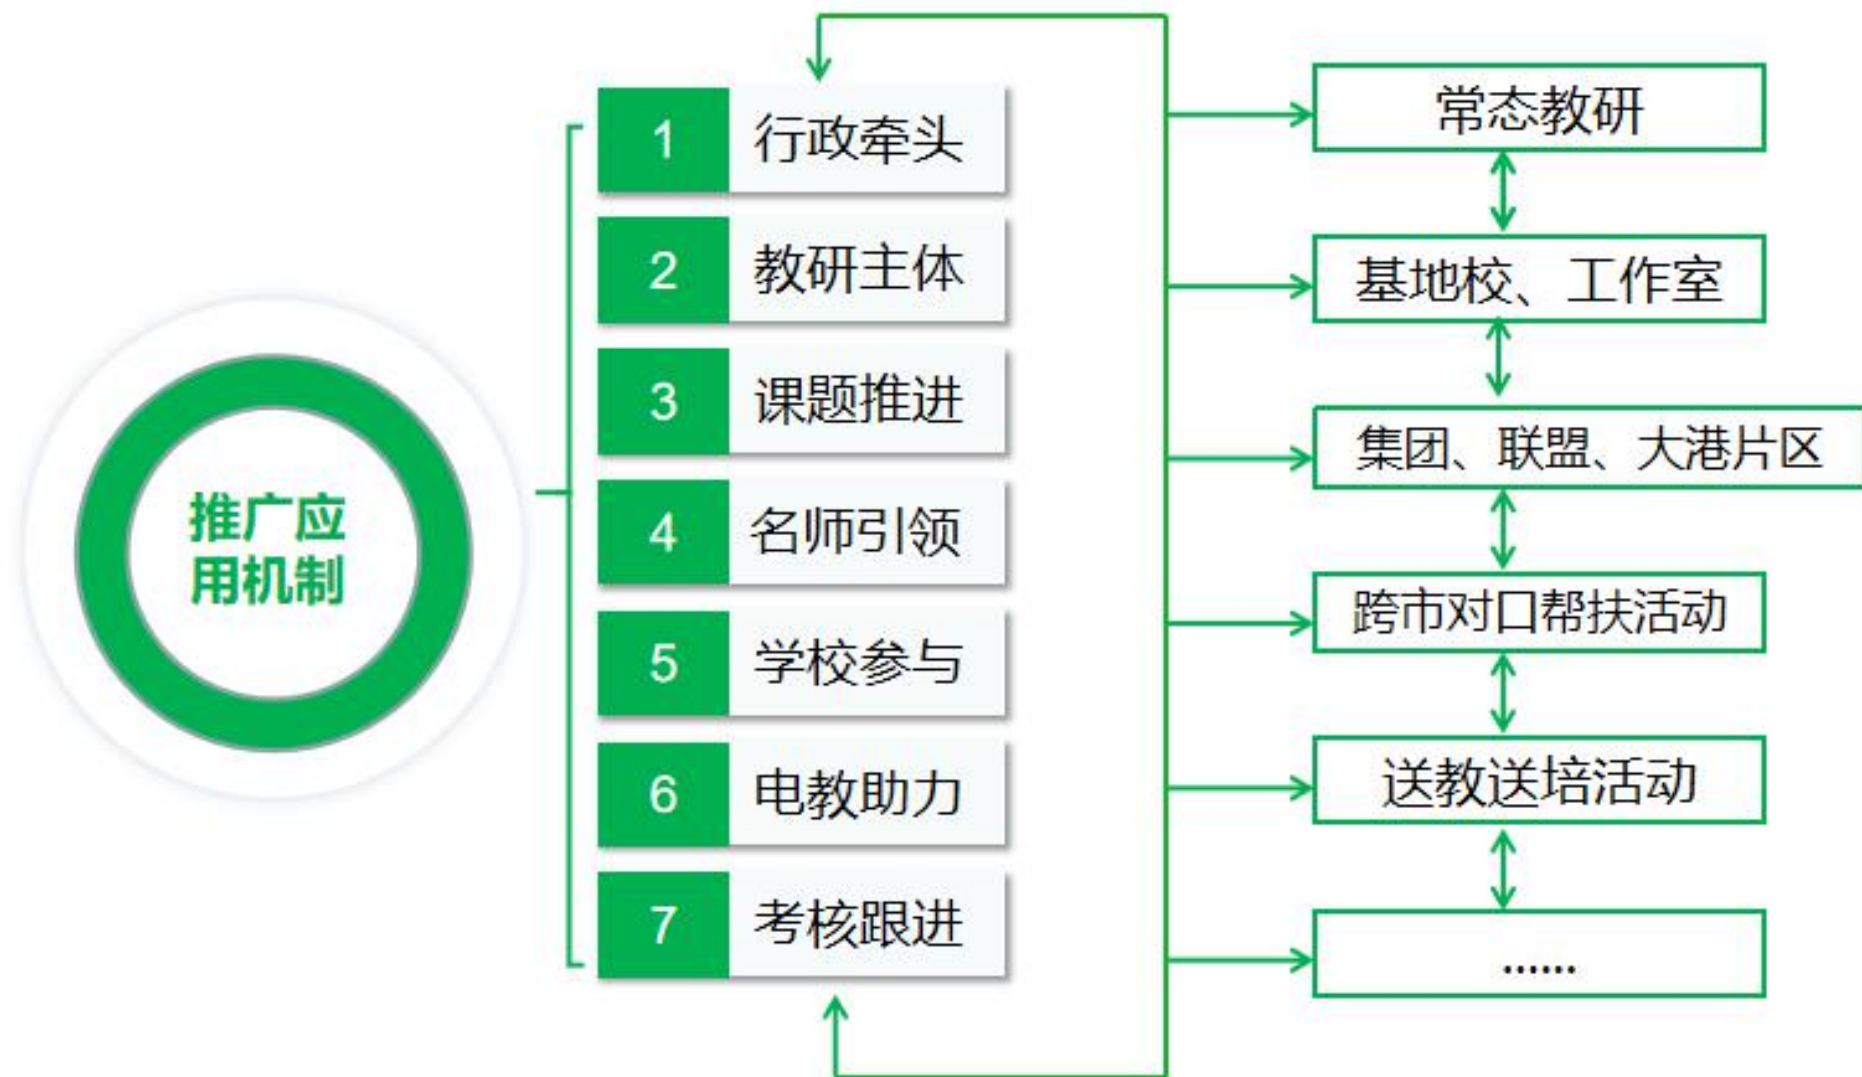 推广应
用机制
1 行政牵头
2 教研主体
3 课题推进
4 名师引领
5 学校参与
6 电教助力
7 考核跟进
常态教研
基地校、工作室
集团、联盟、大港片区
跨市对口帮扶活动
送教送培活动
......